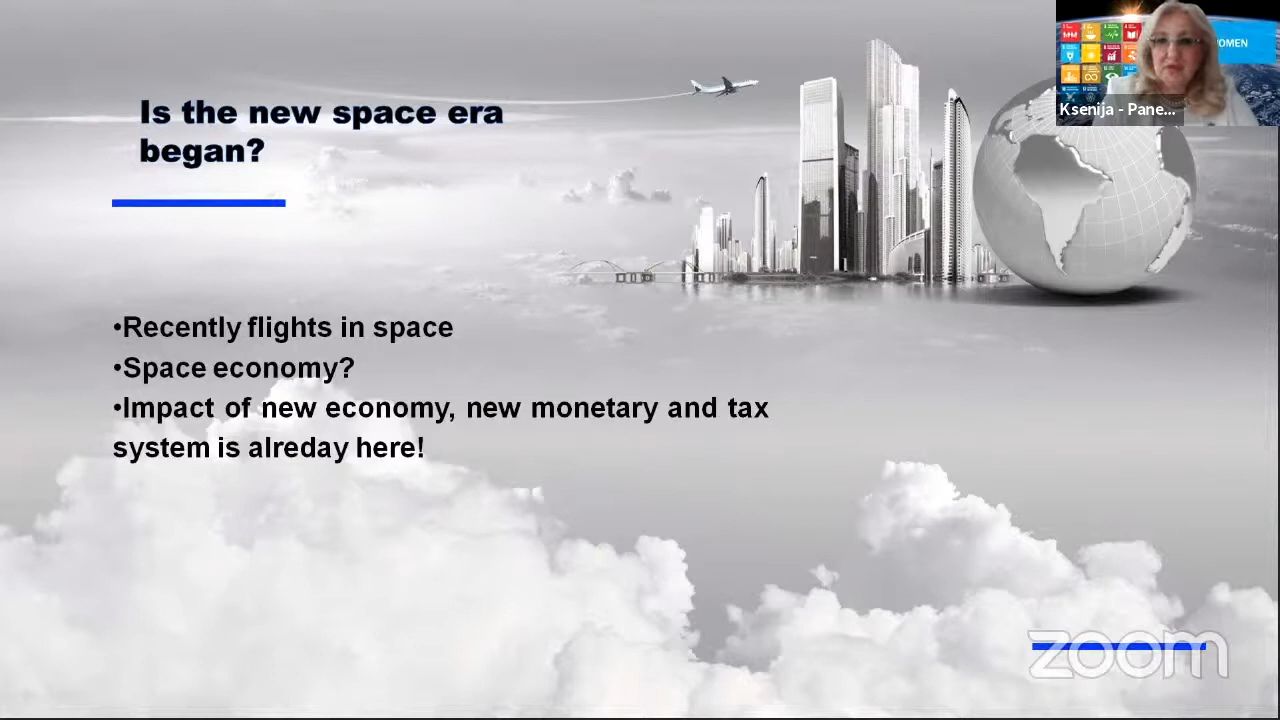 Is the new space era
began?
•Recently flights in space
•Space economy?
•Impact of new economy, new monetary and tax
system is alreday here!
OMEN
Ksenija - Pane...
zoom